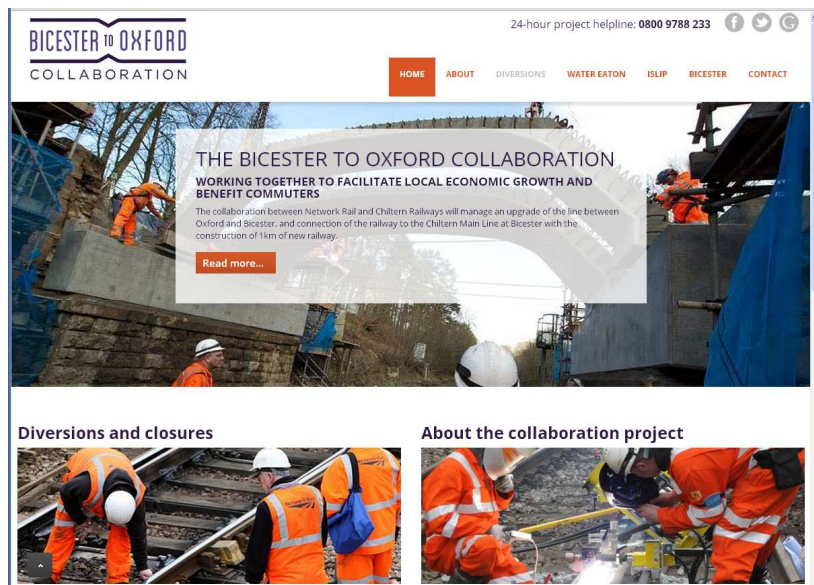 BICESTER TO OXFORD
COLLABORATION
24-hour project helpline: 0800 9788 233
HOME ABOUT DIVERSIONS WATER EATON ISLIP BICESTER CONTACT
THE BICESTER TO OXFORD COLLABORATION
WORKING TOGETHER TO FACILITATE LOCAL ECONOMIC GROWTH AND
BENEFIT COMMUTERS
The collaboration between Network Rail and Chiltern Railways will manage an upgrade of the line between
Oxford and Bicester, and connection of the railway to the Chiltern Main Line at Bicester with the
construction of 1km of new railway.
Read more...
Diversions and closures
About the collaboration project